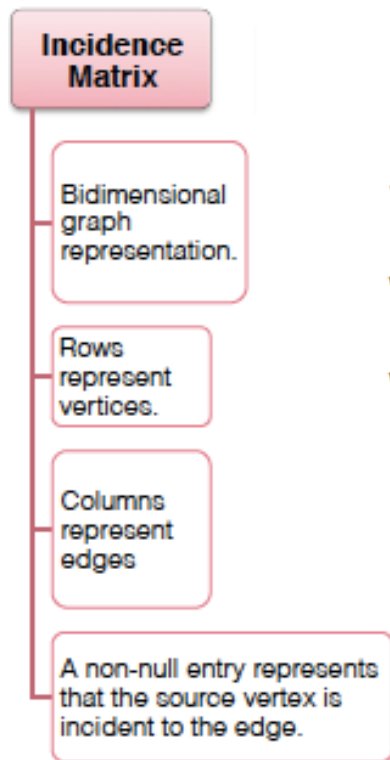 Incidence
Matrix
Bidimensional
graph
representation.
Rows
represent
vertices.
Columns
represent
edges
A non-null entry represents
that the source vertex is
incident to the edge.